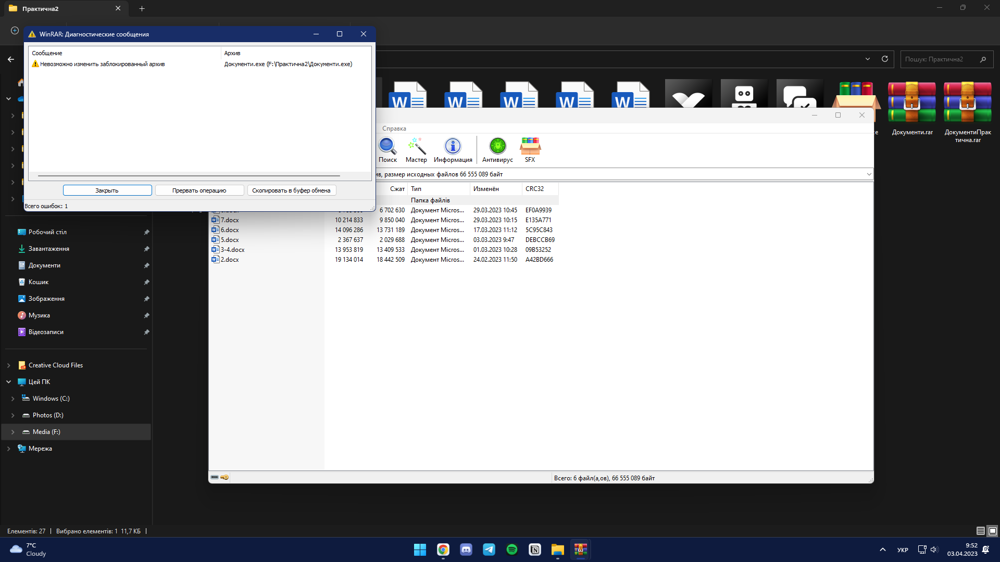 Практична2
WinRAR: Диагностические сообщения
Сообщение
Архив
Невозможно изменить заблокированный архив
Документи.exe (F:\Практична2\Документи.exe)
Закрыть
Прервать операцию
Скопировать в буфер обмена
Всего ошибок: 1
Пошук: Практична2
Документи.rar
ДокументиПрак
тична.rar
Справка
Поиск
Мастер
Информация
Антивирус
SFX
размер исходных файлов 66 555 089 байт
Сжат
Тип
Изменён
CRC32
Папка файлів
6 702 630 Документ Micros... 29.03.2023 10:45 EF0A9939
7.docx 10 214 833 9 850 040 Документ Micros... 29.03.2023 10:15 E135A771
6.docx 14 096 286 13 731 189 Документ Micros... 17.03.2023 11:12 5C95C843
5.docx 2 367 637 2 029 688 Документ Micros... 03.03.2023 9:47 DEBCCB69
3-4.docx 13 953 819 13 409 533 Документ Micros... 01.03.2023 10:28 09B53252
2.docx 19 134 014 18 442 509 Документ Micros... 24.02.2023 11:50 A42BD666
Всего: 6 файл(а,ов), 66 555 089 байт
Робочий стіл
Завантаження
Документи
Кошик
Зображення
Музика
Відеозаписи
Creative Cloud Files
Цей ПК
Windows (C:)
Photos (D:)
Media (F:)
Мережа
Елементів: 27
Вибрано елементів: 1 11,7 КБ
7°C
Cloudy
УКР
9:52
03.04.2023